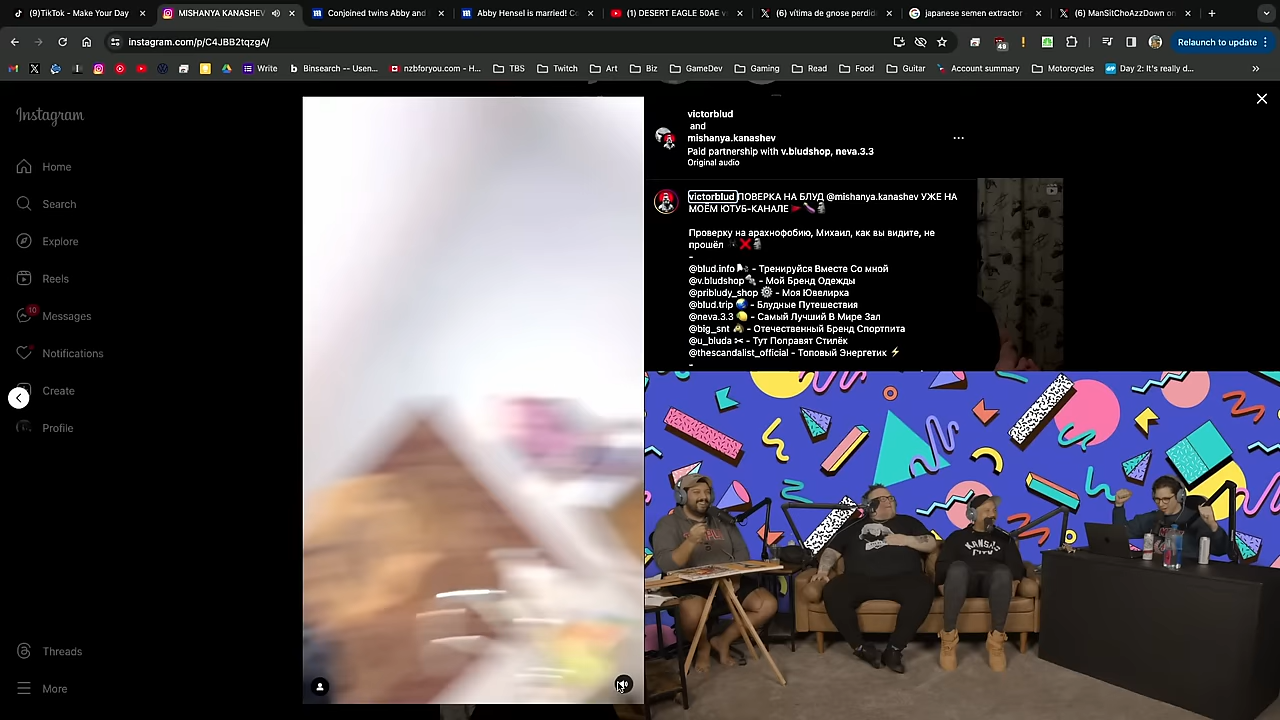 (9)TikTok - Make Your Day
MISHANYA KANASHEV
Conjoined twins Abby and
Abby Hensel is married! Co
(1) DESERT EAGLE 50AE v
(6) vítima de gnose parida
japanese semen extractor
(6) ManSitChoAzzDown on
instagram.com/p/C4JBB2tqzgA/
Relaunch to update
Write
Binsearch -- Usen...
nzbforyou.com - H...
TBS
Twitch
Art
Biz
GameDev
Gaming
Read
Food
Guitar
Account summary
Motorcycles
Day 2: It's really d...
Instagram
Home
Search
Explore
Reels
10
Messages
Notifications
Create
Profile
Threads
More
victorblud
and
mishanya.kanashev
Paid partnership with v.bludshop, neva.3.3
Original audio
victorblud ПОВЕРКА НА БЛУД @mishanya.kanashev УЖЕ НА
МОЕМ ЮТУБ-КАНАЛЕ
Проверку на арахнофобию, Михаил, как вы видите, не
прошёл
-
@blud.info - Тренируйся Вместе Со мной
@v.bludshop - Мой Бренд Одежды
@pribludy_shop - Моя Ювелирка
@blud.trip - Блудные Путешествия
@neva.3.3 - Самый Лучший В Мире Зал
@big_snt - Отечественный Бренд Спортпита
@u_bluda - Тут Поправят Стилёк
@thescandalist_official - Топовый Энергетик
-
KANSAS
CITY